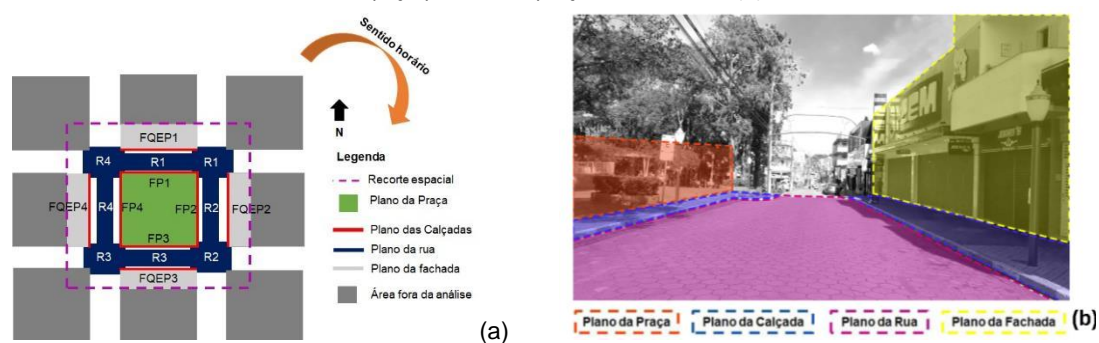 Sentido horário
N
FQEP1
R4 R1 R1
FP1
FQEP4 R4 FP4 FP2 R2 FQEP2
FP3
R3 R3 R2
FQEP3
Legenda
Recorte espacial
Plano da Praça
Plano das Calçadas
Plano da rua
Plano da fachada
Área fora da análise
(a)
Plano da Praça Plano da Calçada Plano da Rua Plano da Fachada (b)